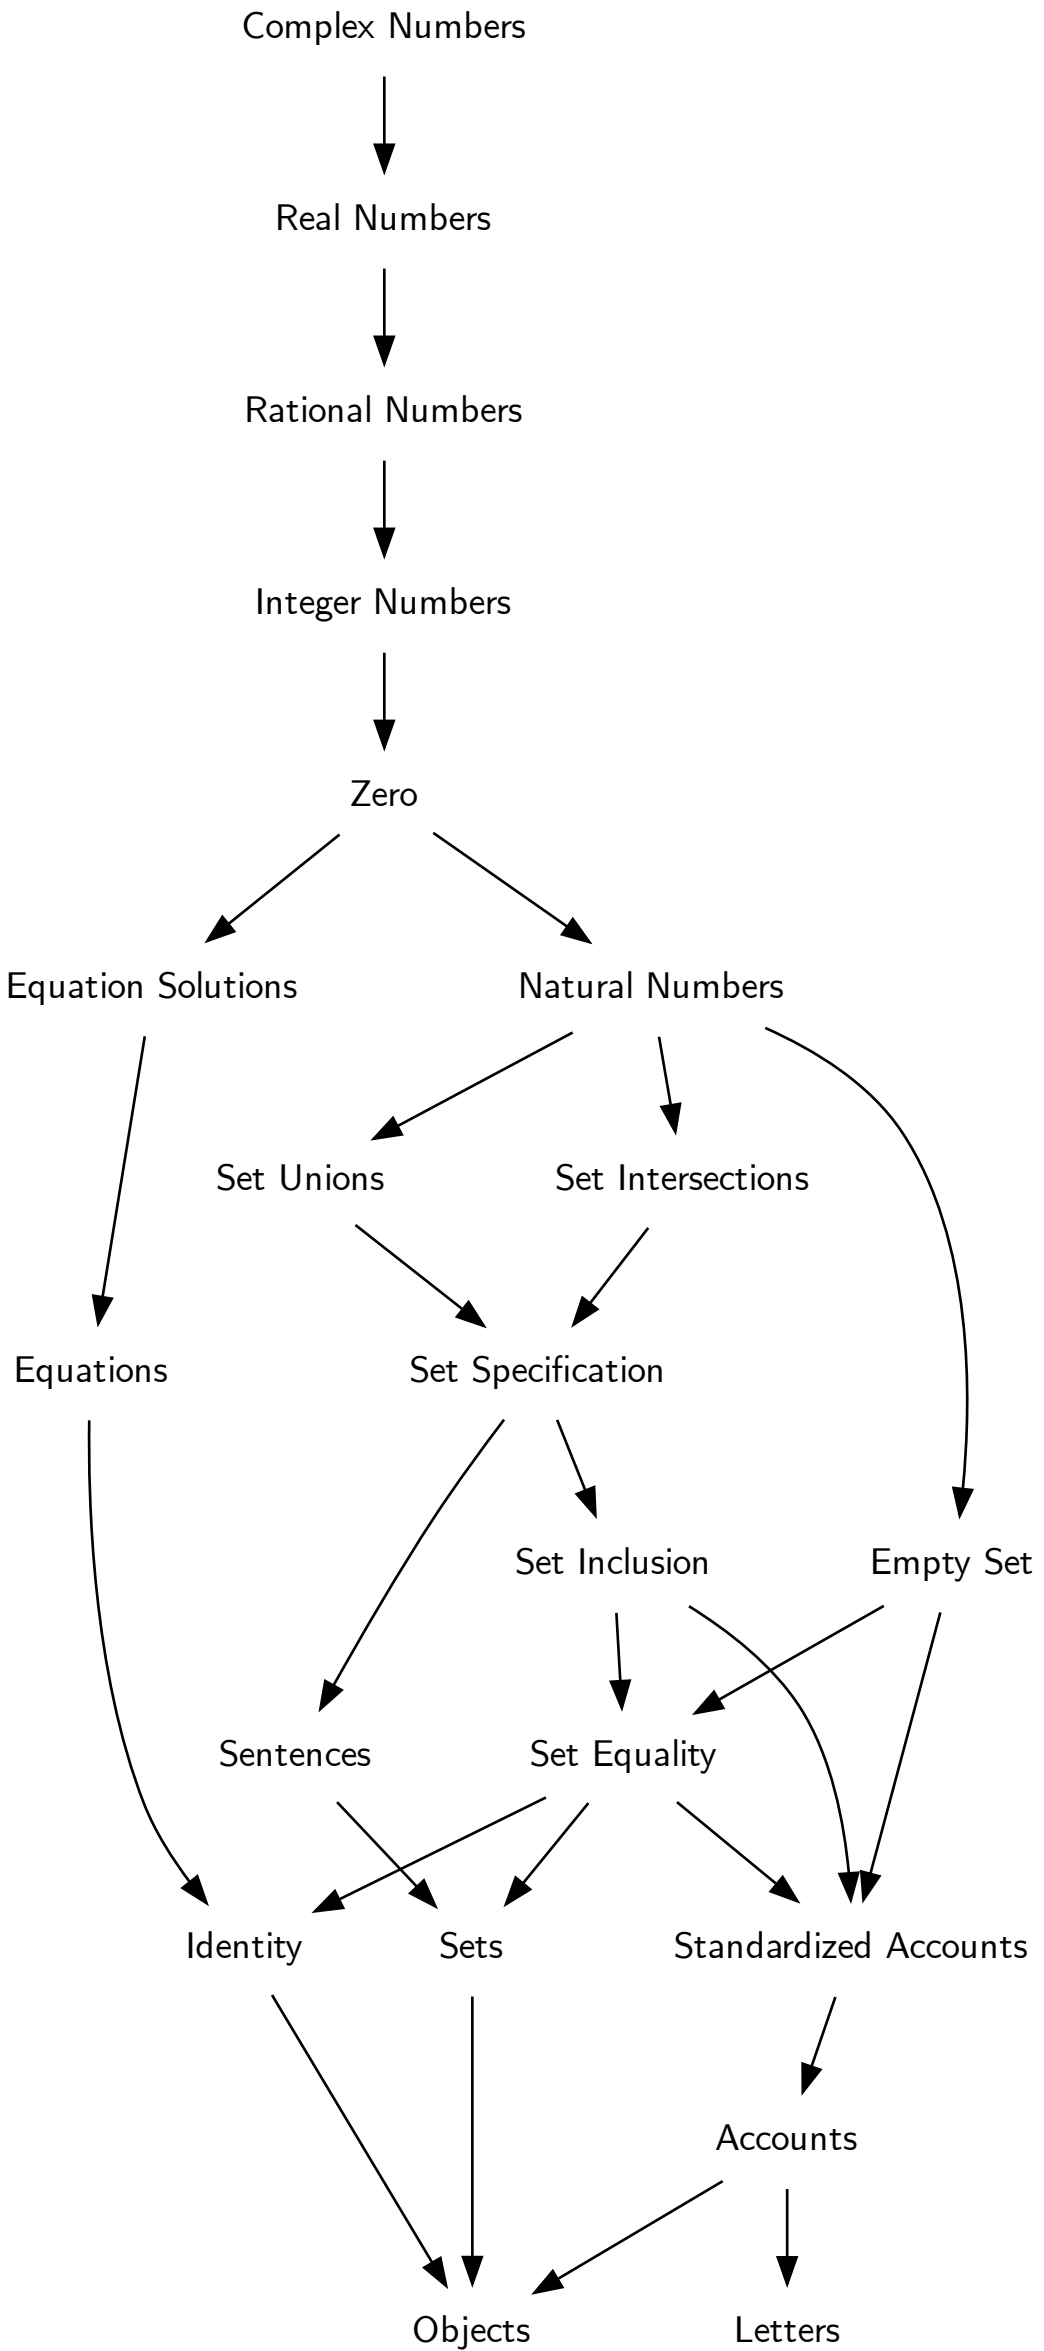 Complex Numbers
Real Numbers
Rational Numbers
Integer Numbers
Zero
Equation Solutions
Natural Numbers
Set Unions
Set Intersections
Equations
Set Specification
Set Inclusion
Empty Set
Sentences
Set Equality
Identity
Sets
Standardized Accounts
Accounts
Objects
Letters